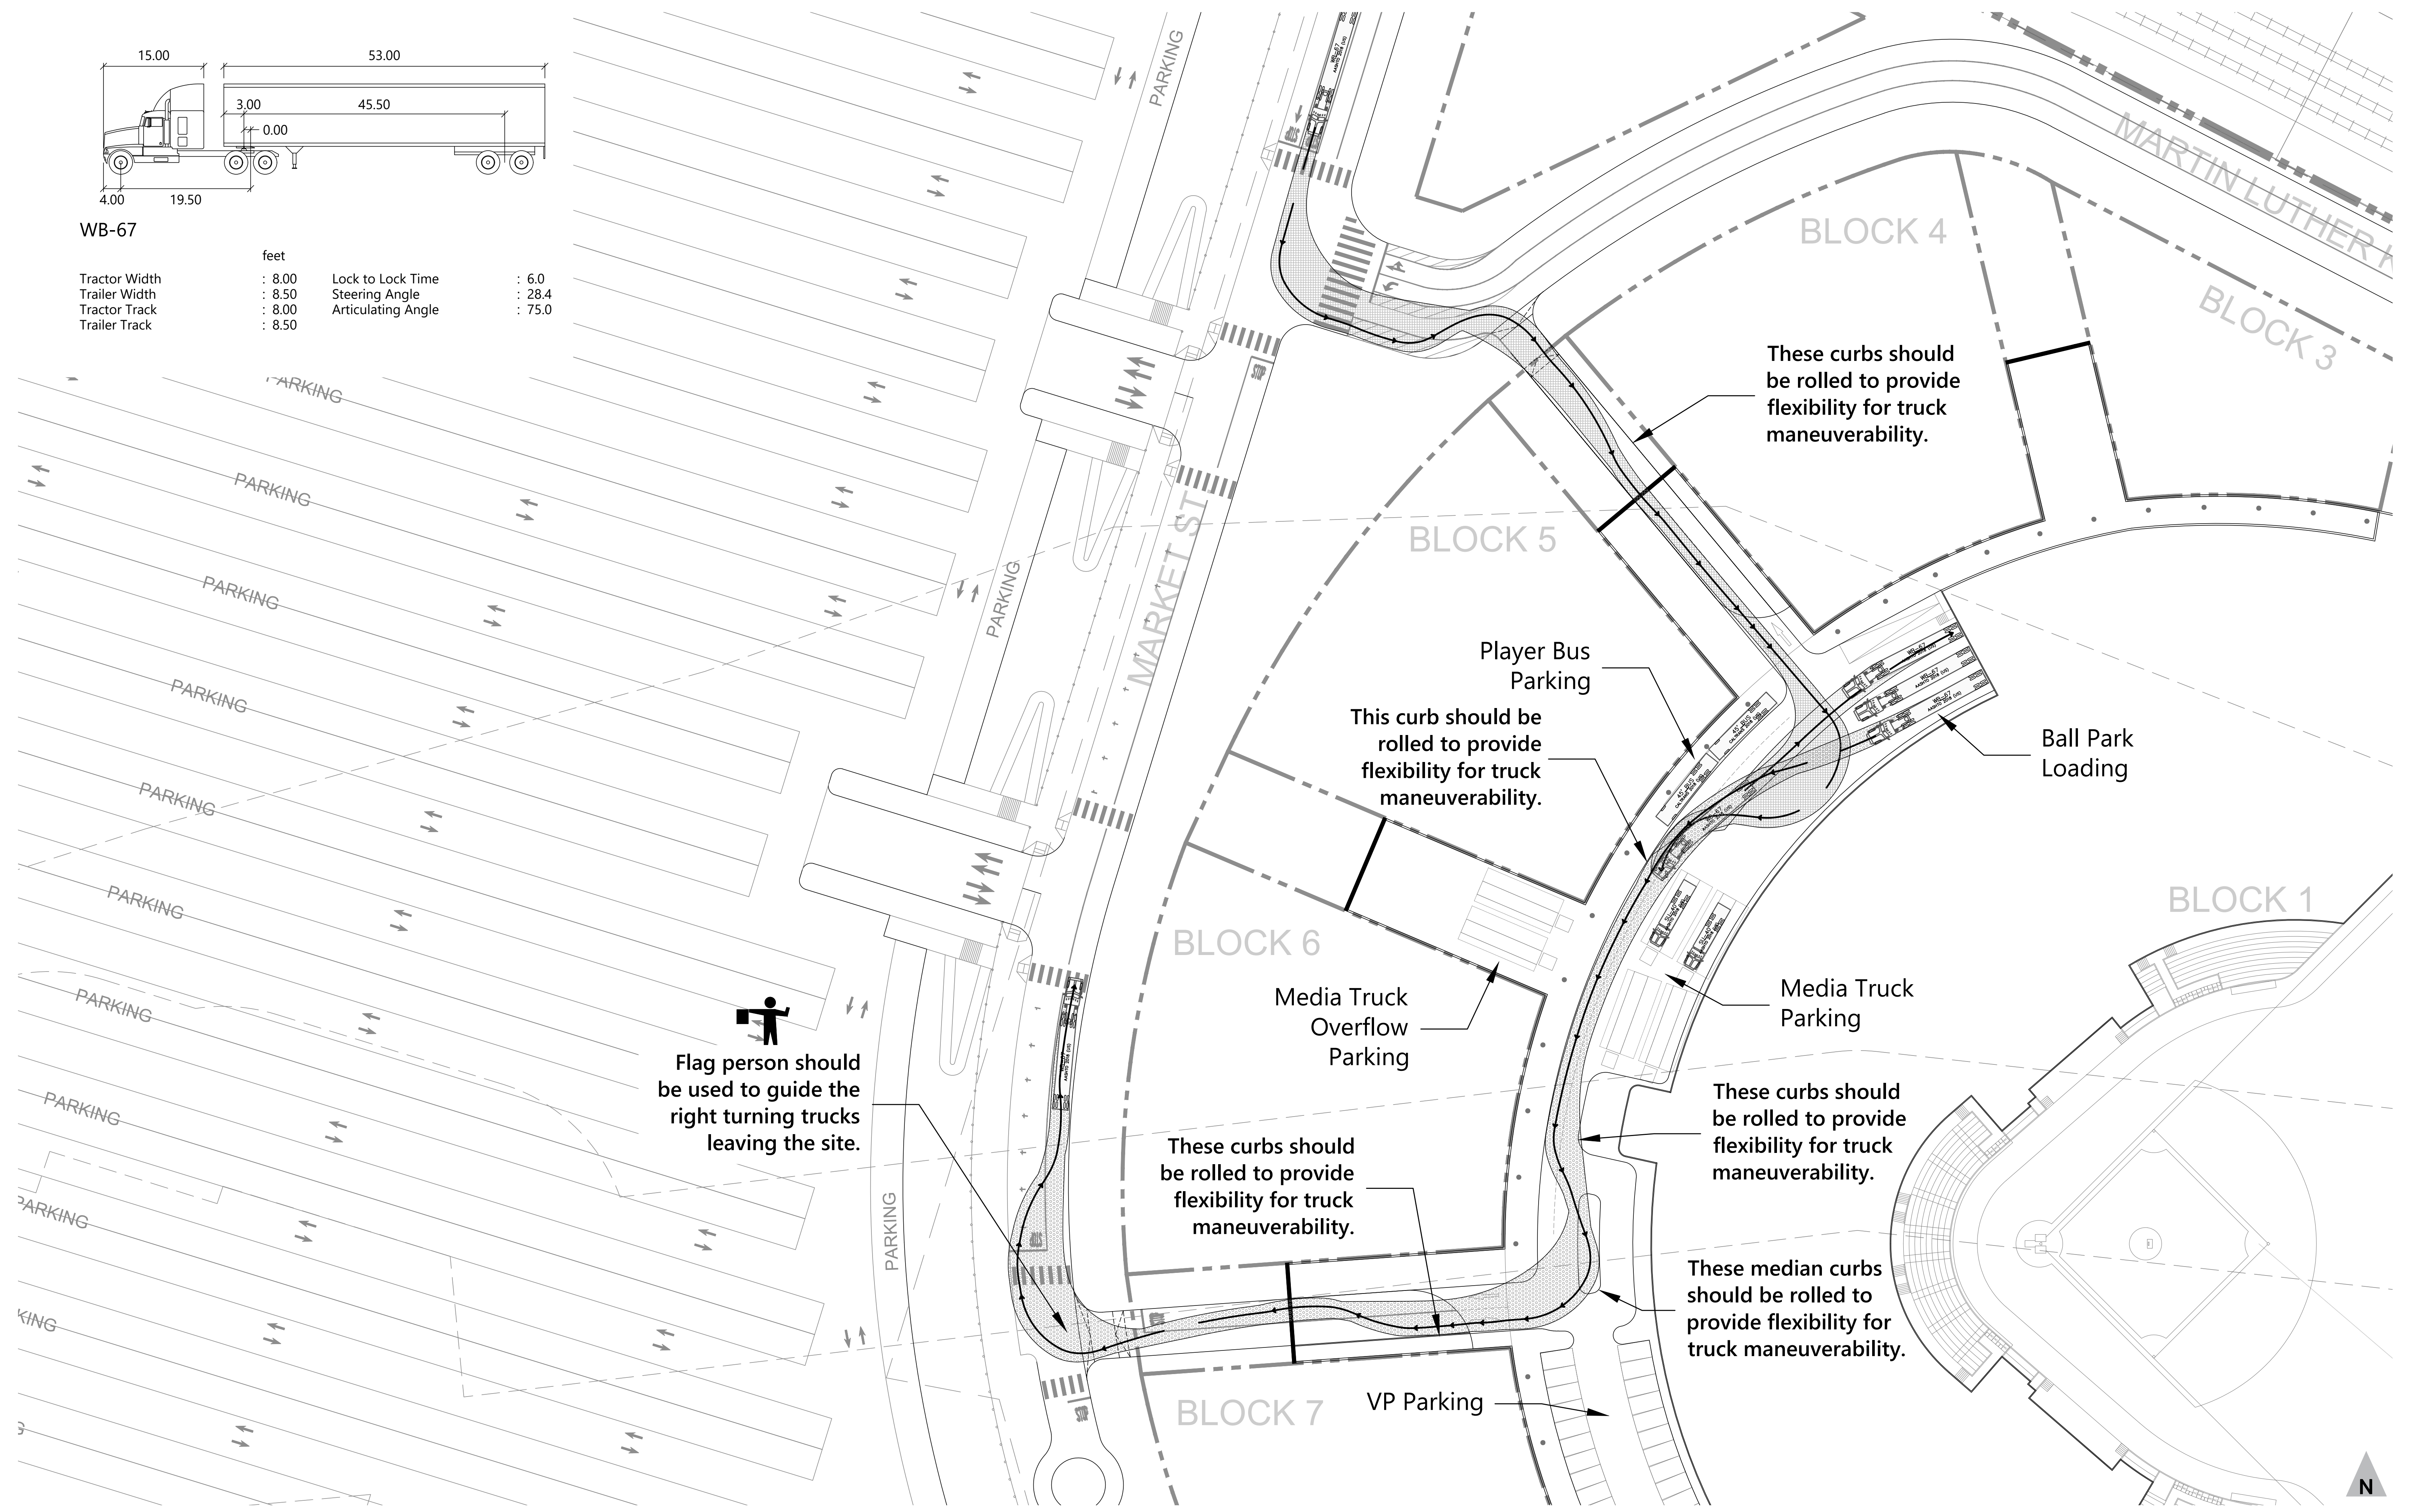 15.00
53.00
3.00
45.50
0.00
4.00
19.50
WB-67
feet
Tractor Width : 8.00 Lock to Lock Time : 6.0
Trailer Width : 8.50 Steering Angle : 28.4
Tractor Track : 8.00 Articulating Angle : 75.0
Trailer Track : 8.50
PARKING
PARKING
PARKING
PARKING
PARKING
PARKING
PARKING
PARKING
PARKING
PARKING
PARKING
PARKING
MARKET ST
MARTIN LUTHER K
BLOCK 4
BLOCK 3
These curbs should
be rolled to provide
flexibility for truck
maneuverability.
BLOCK 5
Player Bus
Parking
This curb should be
rolled to provide
flexibility for truck
maneuverability.
Ball Park
Loading
BLOCK 1
BLOCK 6
Media Truck
Overflow
Parking
Media Truck
Parking
Flag person should
be used to guide the
right turning trucks
leaving the site.
These curbs should
be rolled to provide
flexibility for truck
maneuverability.
These curbs should
be rolled to provide
flexibility for truck
maneuverability.
These median curbs
should be rolled to
provide flexibility for
truck maneuverability.
BLOCK 7
VP Parking
N